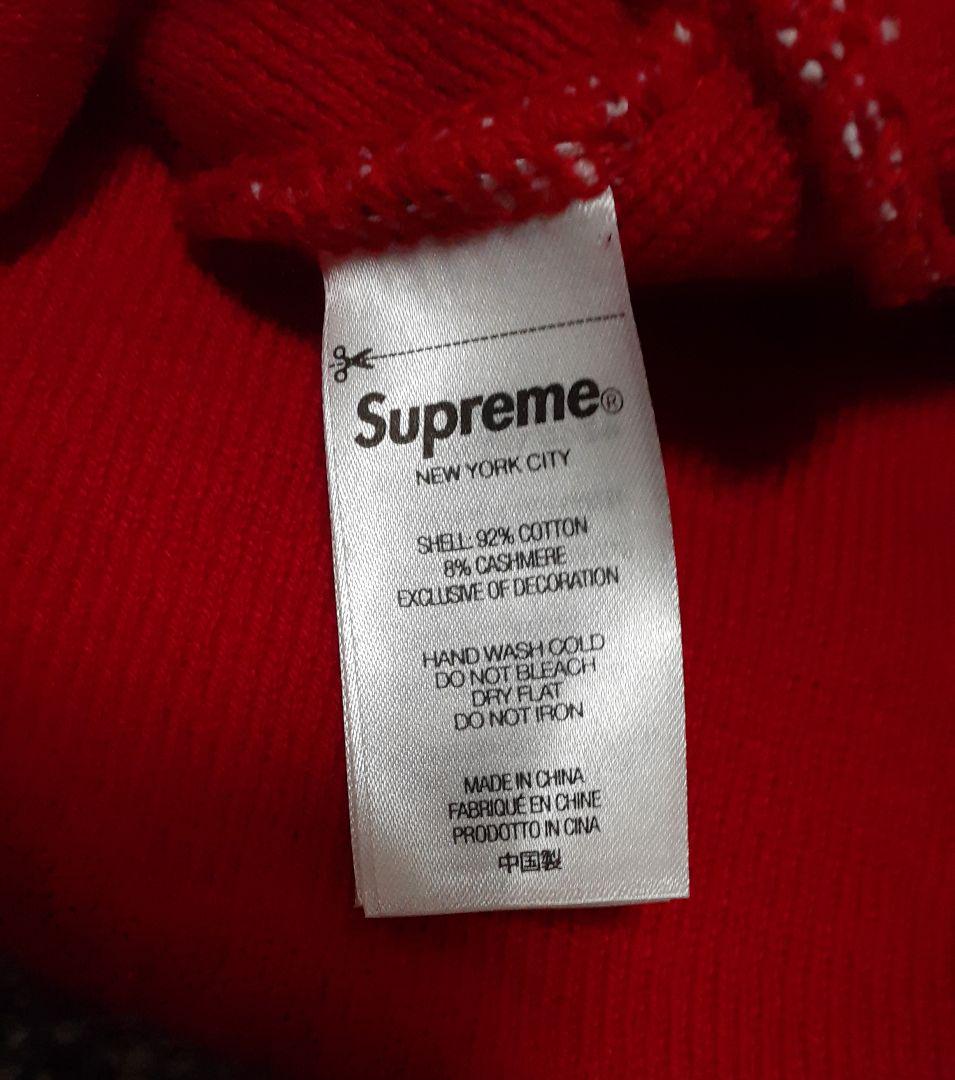 Supreme®
NEW YORK CITY
SHELL: 92% COTTON
8% CASHMERE
EXCLUSIVE OF DECORATION
HAND WASH COLD
DO NOT BLEACH
DRY FLAT
DO NOT IRON
MADE IN CHINA
FABRIQUÉ EN CHINE
PRODOTTO IN CINA
中国製